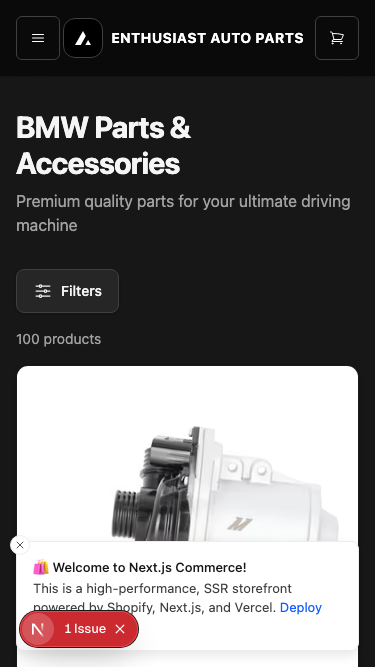 ENTHUSIAST AUTO PARTS
BMW Parts &
Accessories
Premium quality parts for your ultimate driving
machine
Filters
100 products
🛍️ Welcome to Next.js Commerce!
This is a high-performance, SSR storefront
powered by Shopify, Next.js, and Vercel. Deploy
N 1 Issue